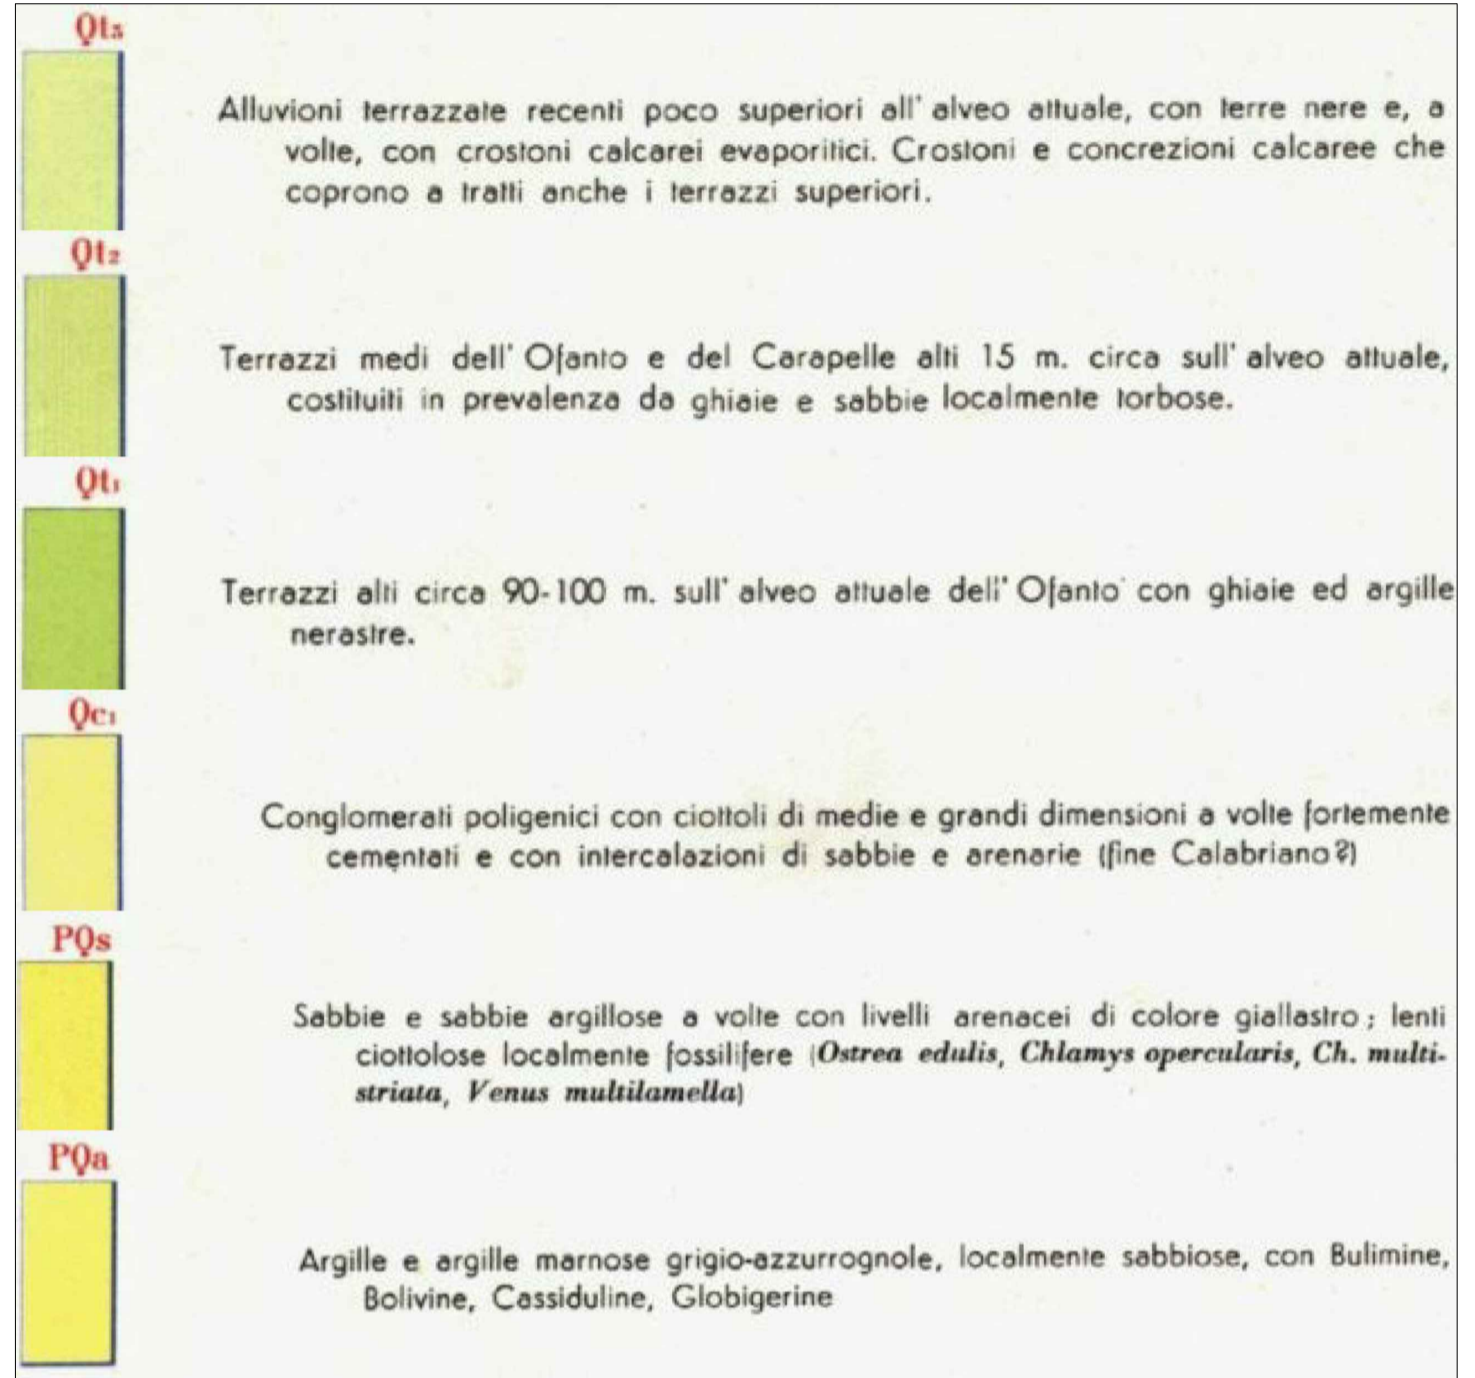 Qt₃
Alluvioni terrazzate recenti poco superiori all' alveo attuale, con terre nere e, a
volte, con crostoni calcarei evaporitici. Crostoni e concrezioni calcaree che
coprono a tratti anche i terrazzi superiori.
Qt₂
Terrazzi medi dell' Ofanto e del Carapelle alti 15 m. circa sull' alveo attuale,
costituiti in prevalenza da ghiaie e sabbie localmente torbose.
Qt₁
Terrazzi alti circa 90-100 m. sull' alveo attuale dell' Ofanto con ghiaie ed argille
nerastre.
Qc₁
Conglomerati poligenici con ciottoli di medie e grandi dimensioni a volte fortemente
cementati e con intercalazioni di sabbie e arenarie (fine Calabriano?)
PQs
Sabbie e sabbie argillose a volte con livelli arenacei di colore giallastro; lenti
ciottolose localmente fossilifere (Ostrea edulis, Chlamys opercularis, Ch. multi-
striata, Venus multilamella)
PQa
Argille e argille marnose grigio-azzurrognole, localmente sabbiose, con Bulimine,
Bolivine, Cassiduline, Globigerine